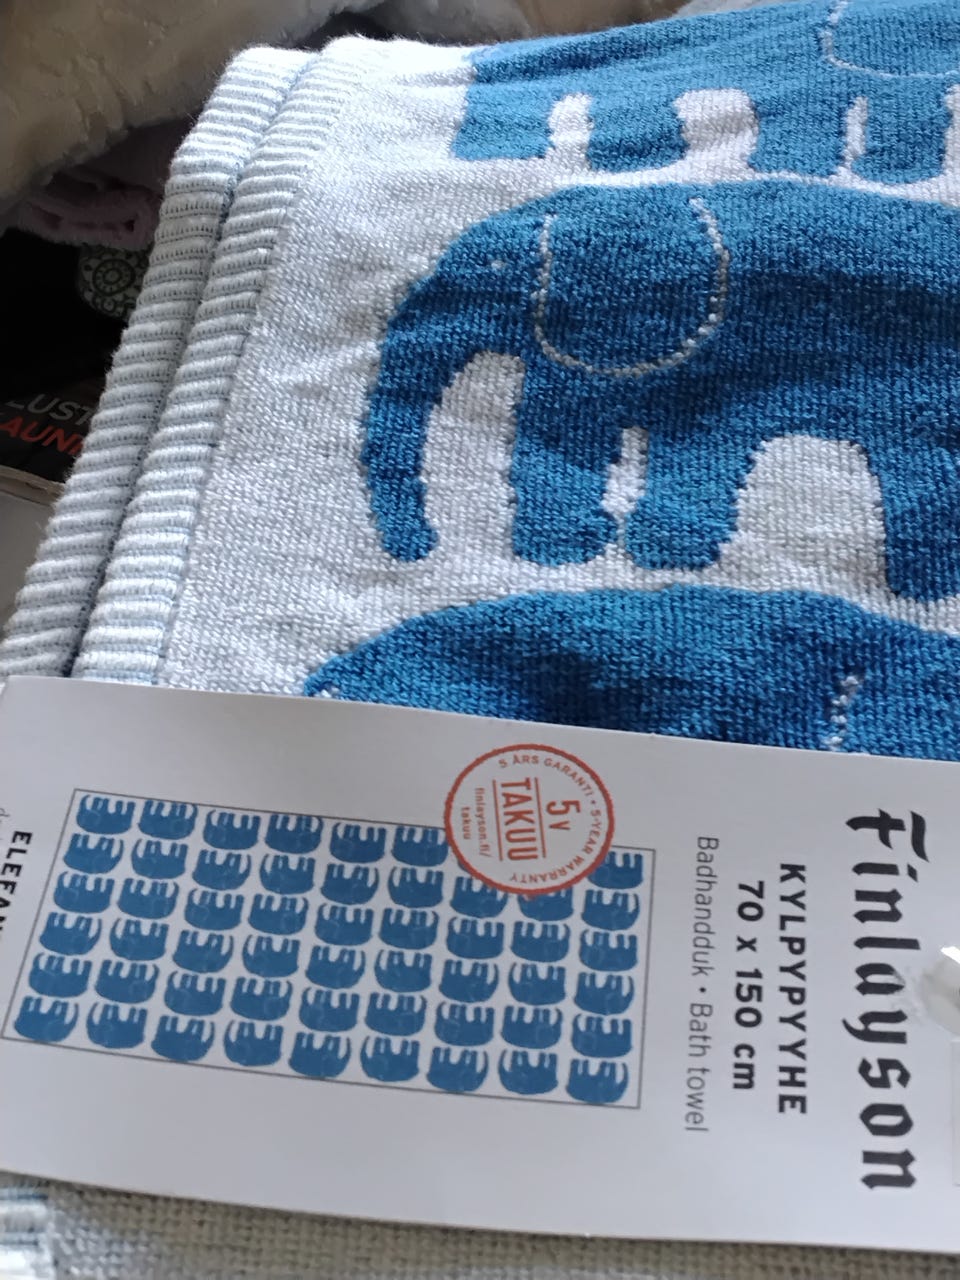 Finlayson
KYLPYPYYHE
70 x 150 cm
Badhandduk • Bath towel
5 ÅRS GARANTI • 5-YEAR WARRANTY
5V
TAKUU
finlayson.fi/
takuu